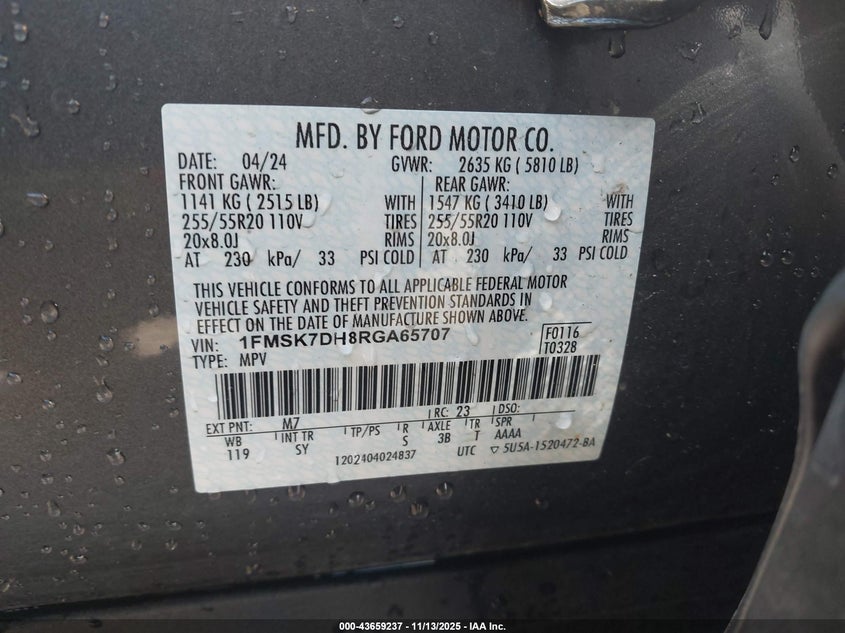 MFD. BY FORD MOTOR CO.
DATE: 04/24 GVWR: 2635 KG ( 5810 LB)
FRONT GAWR: REAR GAWR:
1141 KG ( 2515 LB) WITH 1547 KG ( 3410 LB) WITH
255/55R20 110V TIRES 255/55R20 110V TIRES
20x8.0J RIMS 20x8.0J RIMS
AT 230 kPa/ 33 PSI COLD AT 230 kPa/ 33 PSI COLD
THIS VEHICLE CONFORMS TO ALL APPLICABLE FEDERAL MOTOR
VEHICLE SAFETY AND THEFT PREVENTION STANDARDS IN
EFFECT ON THE DATE OF MANUFACTURE SHOWN ABOVE.
VIN: 1FMSK7DH8RGA65707 F0116
TYPE: MPV T0328
EXT PNT: M7 RC: 23 DSO:
WB INT TR TP/PS R AXLE TR SPR
119 SY S 3B T AAAA
1202404024837 UTC ▽ 5U5A-1520472-BA
000-43659237 - 11/13/2025 - IAA Inc.